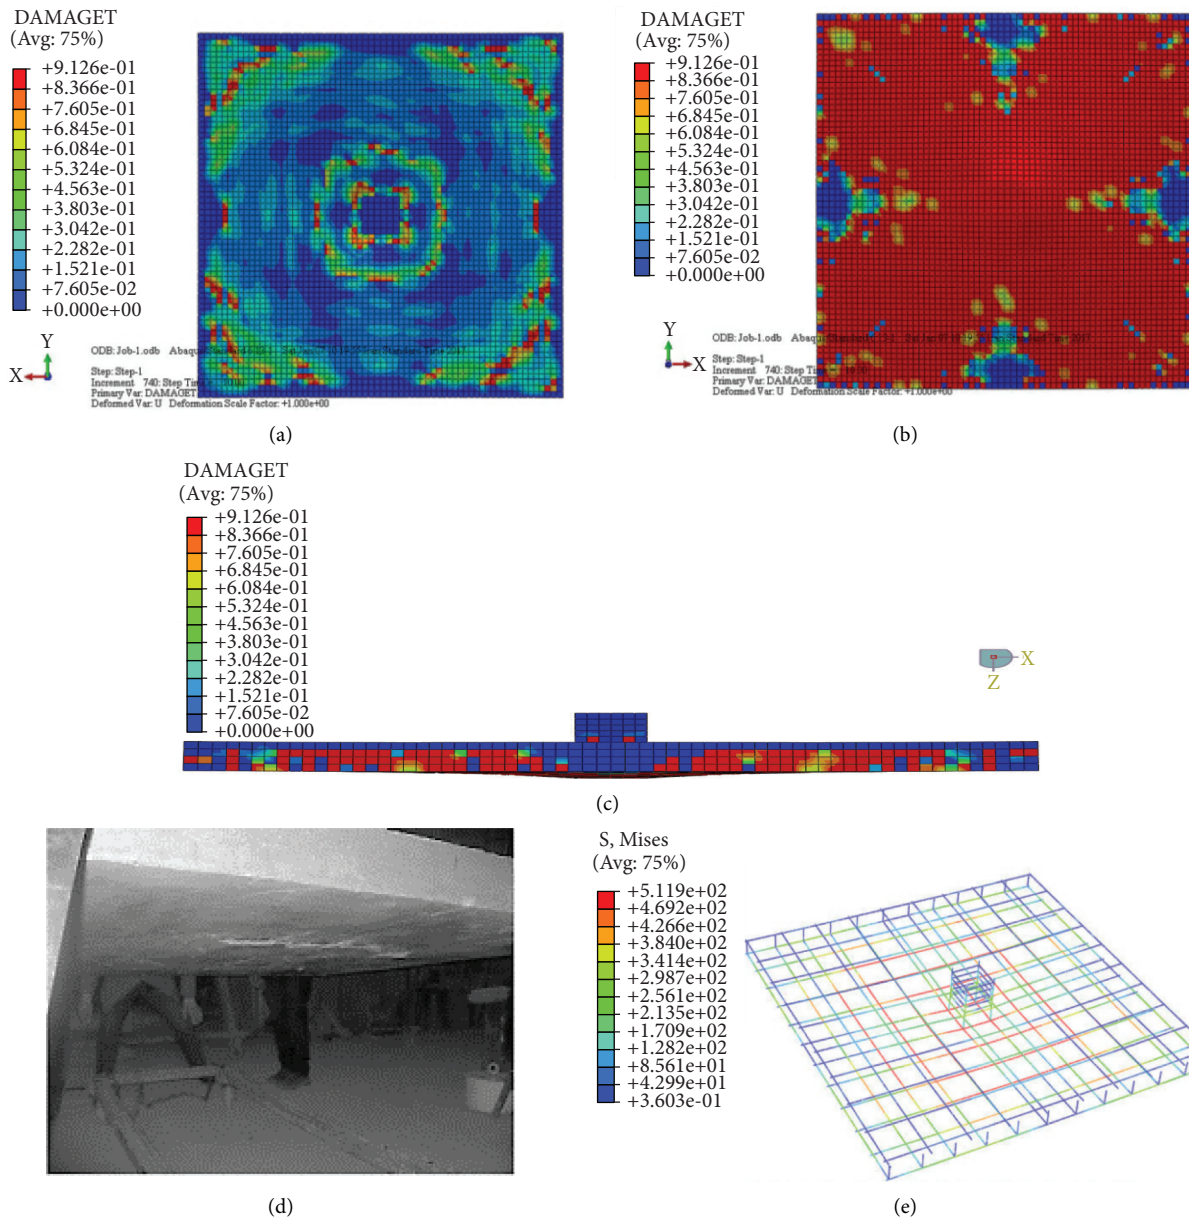 DAMAGET
(Avg: 75%)
+9.126e-01
+8.366e-01
+7.605e-01
+6.845e-01
+6.084e-01
+5.324e-01
+4.563e-01
+3.803e-01
+3.042e-01
+2.282e-01
+1.521e-01
+7.605e-02
+0.000e+00
Y
X
ODB: Job-1.odb
Step: Step-1
Increment 740: Step
Primary Var: DAMAGET
Deformed Var: U Deformation Scale Factor: +1.000e+00
(a)
DAMAGET
(Avg: 75%)
+9.126e-01
+8.366e-01
+7.605e-01
+6.845e-01
+6.084e-01
+5.324e-01
+4.563e-01
+3.803e-01
+3.042e-01
+2.282e-01
+1.521e-01
+7.605e-02
+0.000e+00
Y
X
ODB: Job-1.odb
Step: Step-1
Increment 740: Step
Primary Var: DAMAGET
Deformed Var: U Deformation Scale Factor: +1.000e+00
(b)
DAMAGET
(Avg: 75%)
+9.126e-01
+8.366e-01
+7.605e-01
+6.845e-01
+6.084e-01
+5.324e-01
+4.563e-01
+3.803e-01
+3.042e-01
+2.282e-01
+1.521e-01
+7.605e-02
+0.000e+00
X
Z
(c)
(d)
S, Mises
(Avg: 75%)
+5.119e+02
+4.692e+02
+4.266e+02
+3.840e+02
+3.414e+02
+2.987e+02
+2.561e+02
+2.135e+02
+1.709e+02
+1.282e+02
+8.561e+01
+4.299e+01
+3.603e-01
(e)